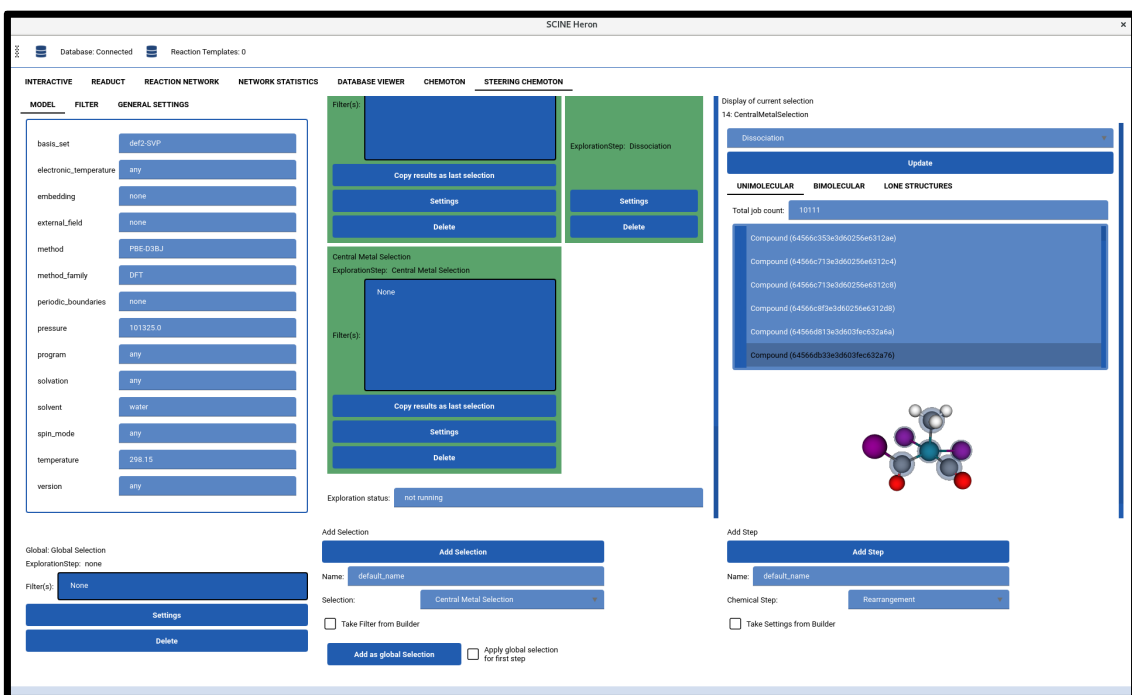 SCINE Heron
x
Database: Connected
Reaction Templates: 0
INTERACTIVE READUCT REACTION NETWORK NETWORK STATISTICS DATABASE VIEWER CHEMOTON STEERING CHEMOTON
MODEL FILTER GENERAL SETTINGS
basis_set def2-SVP
electronic_temperature any
embedding none
external_field none
method PBE-D3BJ
method_family DFT
periodic_boundaries none
pressure 101325.0
program any
solvation any
solvent water
spin_mode any
temperature 298.15
version any
Global: Global Selection
ExplorationStep: none
Filter(s): None
Settings
Delete
Filter(s):
Copy results as last selection
Settings
Delete
ExplorationStep: Dissociation
Settings
Delete
Central Metal Selection
ExplorationStep: Central Metal Selection
None
Filter(s):
Copy results as last selection
Settings
Delete
Exploration status: not running
Add Selection
Add Selection
Name: default_name
Selection: Central Metal Selection
Take Filter from Builder
Add as global Selection
Apply global selection
for first step
Display of current selection
14: CentralMetalSelection
Dissociation
Update
UNIMOLECULAR BIMOLECULAR LONE STRUCTURES
Total job count: 10111
Compound (64566c353e3d60256e6312ae)
Compound (64566c713e3d60256e6312c4)
Compound (64566c713e3d60256e6312c8)
Compound (64566c8f3e3d60256e6312d8)
Compound (64566d813e3d603fec632a6a)
Compound (64566db33e3d603fec632a76)
Add Step
Add Step
Name: default_name
Chemical Step: Rearrangement
Take Settings from Builder